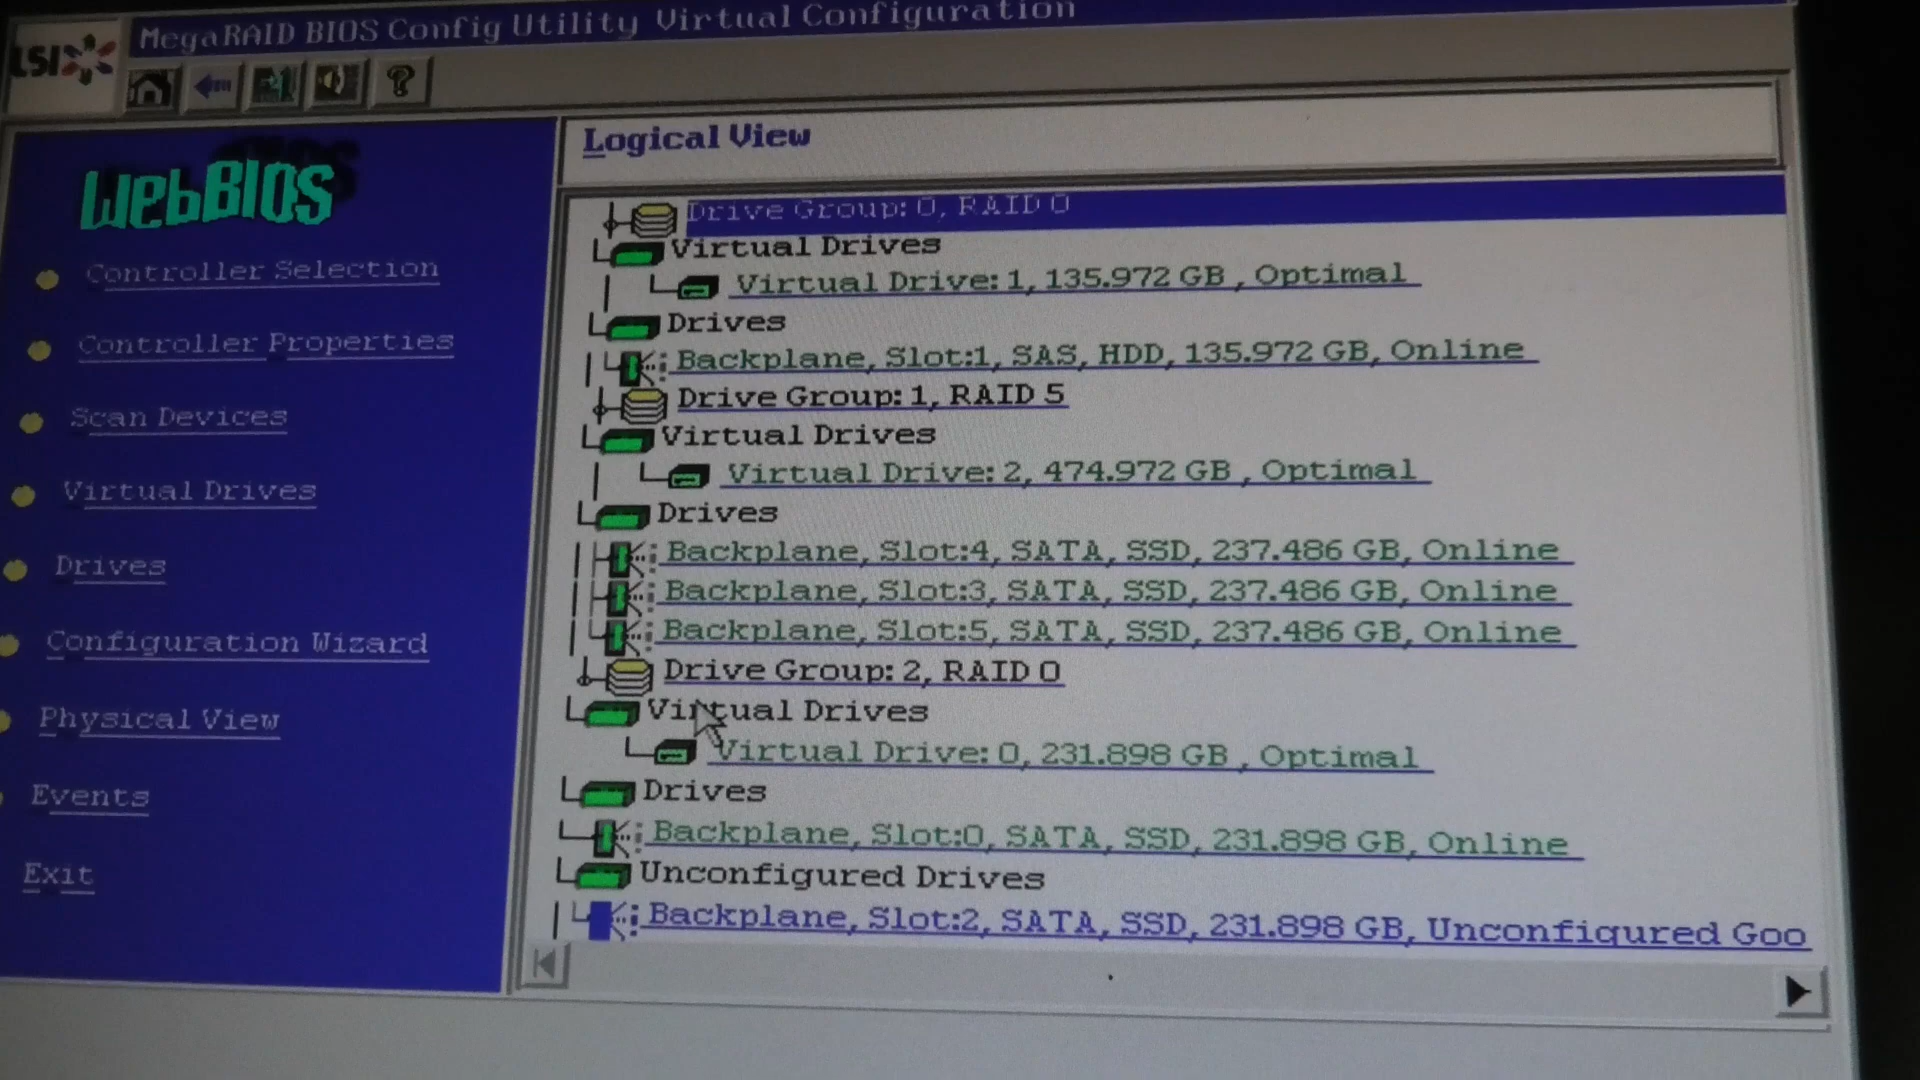 MegaRAID BIOS Config Utility Virtual Configuration
LSI
?
WebBIOS
Controller Selection
Controller Properties
Scan Devices
Virtual Drives
Drives
Configuration Wizard
Physical View
Events
Exit
Logical View
Drive Group: 0, RAID 0
Virtual Drives
Virtual Drive: 1, 135.972 GB , Optimal
Drives
Backplane, Slot:1, SAS, HDD, 135.972 GB, Online
Drive Group: 1, RAID 5
Virtual Drives
Virtual Drive: 2, 474.972 GB , Optimal
Drives
Backplane, Slot:4, SATA, SSD, 237.486 GB, Online
Backplane, Slot:3, SATA, SSD, 237.486 GB, Online
Backplane, Slot:5, SATA, SSD, 237.486 GB, Online
Drive Group: 2, RAID 0
Virtual Drives
Virtual Drive: 0, 231.898 GB , Optimal
Drives
Backplane, Slot:0, SATA, SSD, 231.898 GB, Online
Unconfigured Drives
Backplane, Slot:2, SATA, SSD, 231.898 GB, Unconfigured Goo